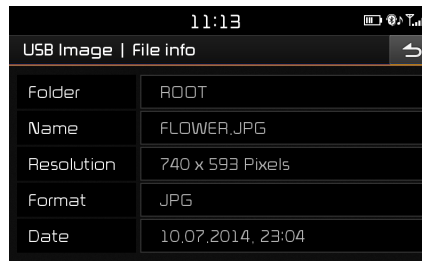 11:13
USB Image | File info
Folder ROOT
Name FLOWER.JPG
Resolution 740 x 593 Pixels
Format JPG
Date 10.07.2014, 23:04